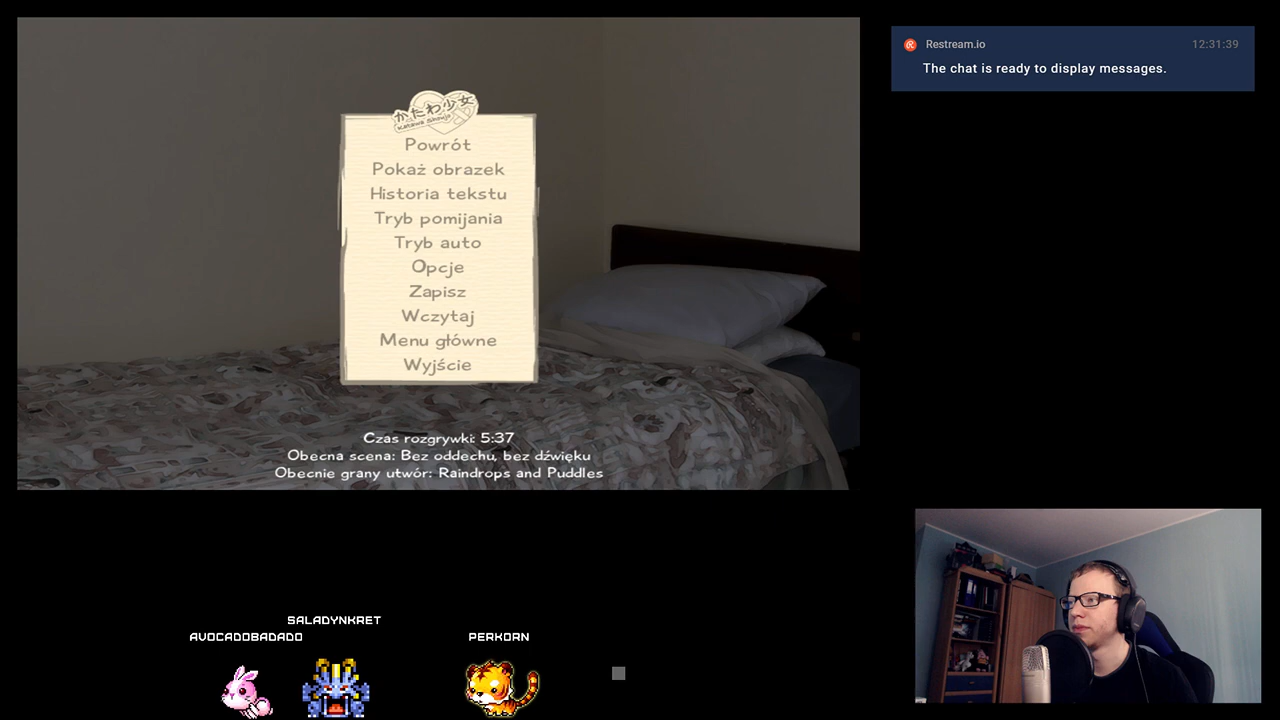 Restream.io 12:31:39
The chat is ready to display messages.
かたわ少女
Katawa Shoujo
Powrót
Pokaż obrazek
Historia tekstu
Tryb pomijania
Tryb auto
Opcje
Zapisz
Wczytaj
Menu główne
Wyjście
Czas rozgrywki: 5:37
Obecna scena: Bez oddechu, bez dźwięku
Obecnie grany utwór: Raindrops and Puddles
SALADYNKRET
AVOCADOBADADO
PERKORN